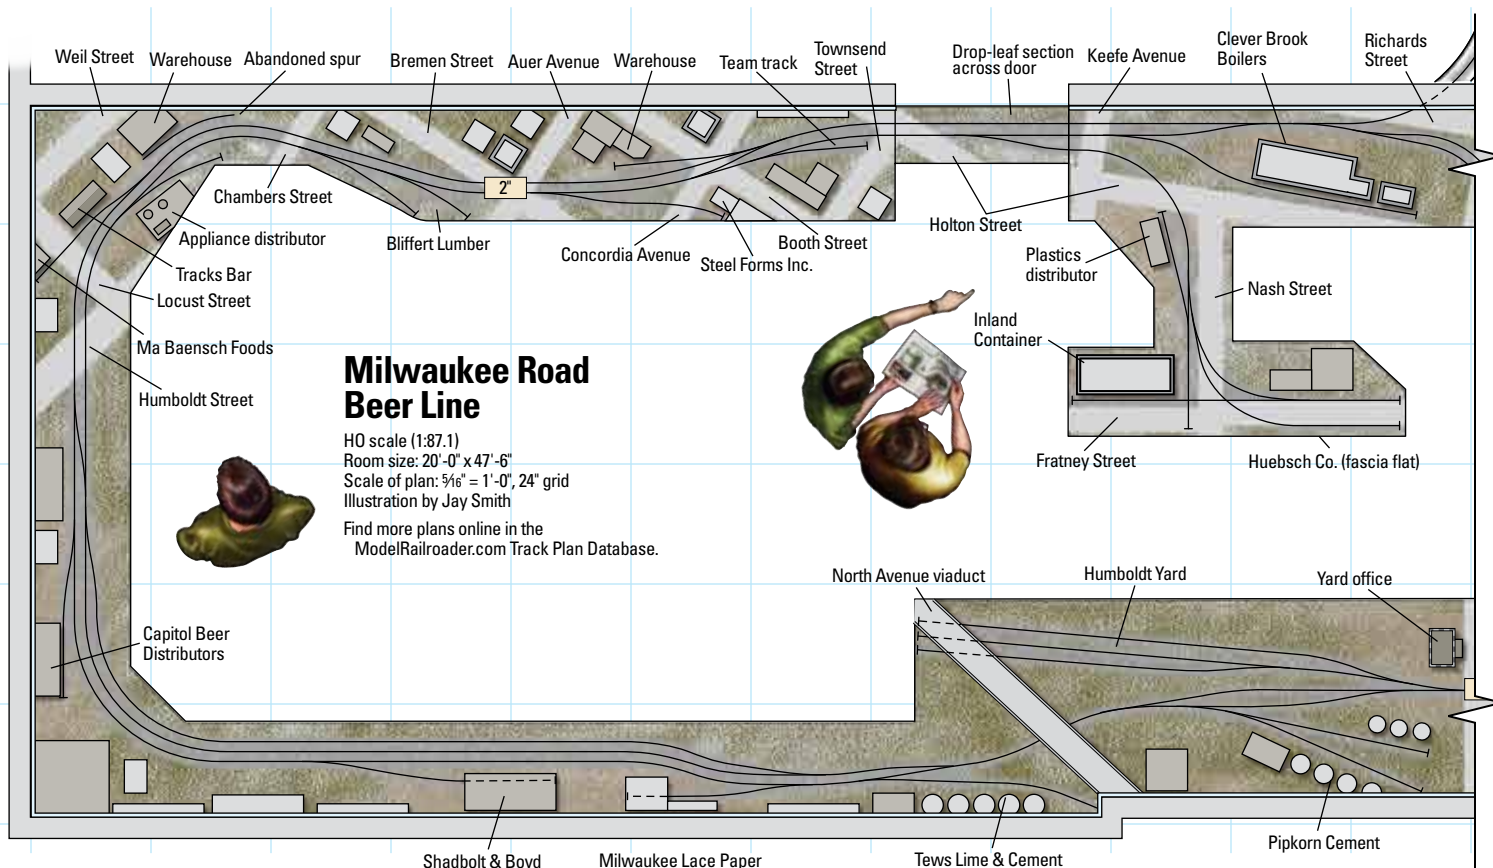 Weil Street
Warehouse
Abandoned spur
Bremen Street
Auer Avenue
Warehouse
Team track
Townsend
Street
Drop-leaf section
across door
Keefe Avenue
Clever Brook
Boilers
Richards
Street
2"
Chambers Street
Appliance distributor
Bliffert Lumber
Concordia Avenue
Steel Forms Inc.
Booth Street
Holton Street
Plastics
distributor
Nash Street
Tracks Bar
Locust Street
Ma Baensch Foods
Humboldt Street
Inland
Container
Milwaukee Road
Beer Line
HO scale (1:87.1)
Room size: 20'-0" x 47'-6"
Scale of plan: 5/16" = 1'-0", 24" grid
Illustration by Jay Smith
Find more plans online in the
ModelRailroader.com Track Plan Database.
Fratney Street
Huebsch Co. (fascia flat)
North Avenue viaduct
Humboldt Yard
Yard office
Capitol Beer
Distributors
Shadbolt & Boyd
Milwaukee Lace Paper
Tews Lime & Cement
Pipkorn Cement